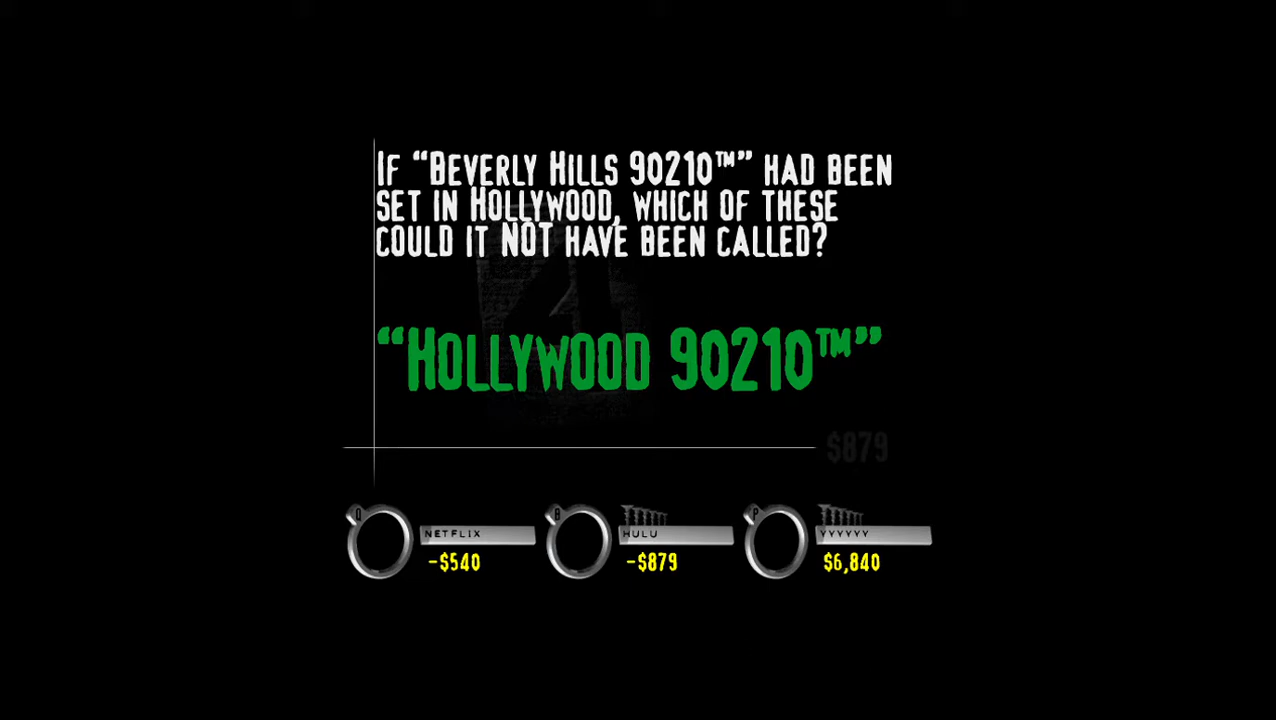 If “Beverly Hills 90210™” had been
set in Hollywood, which of these
could it NOT have been called?
“Hollywood 90210™”
$879
Q
NETFLIX
-$540
B
HULU
-$879
P
YYYYYY
$6,840